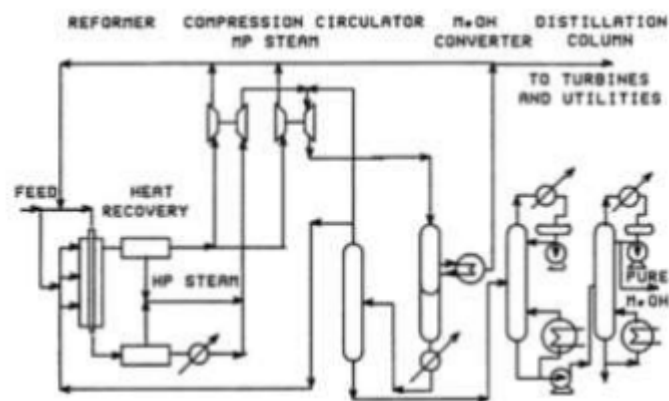 REFORMER COMPRESSION CIRCULATOR MeOH DISTILLATION
MP STEAM CONVERTER COLUMN
TO TURBINES
AND UTILITIES
FEED
HEAT
RECOVERY
HP STEAM
PURE
MeOH